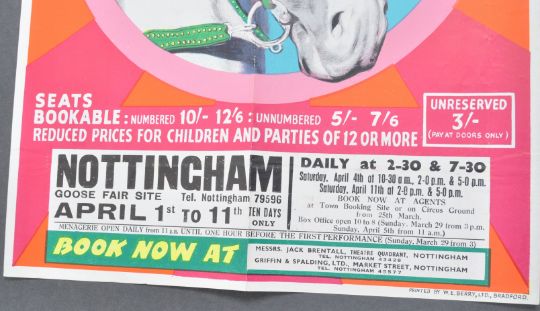 SEATS
BOOKABLE: NUMBERED 10/- 12/6: UNNUMBERED 5/- 7/6
REDUCED PRICES FOR CHILDREN AND PARTIES OF 12 OR MORE
UNRESERVED
3/-
(PAY AT DOORS ONLY)
NOTTINGHAM
GOOSE FAIR SITE Tel. Nottingham 79596
APRIL 1st TO 11th TEN DAYS ONLY
DAILY at 2-30 & 7-30
Saturday, April 4th at 10-30 a.m., 2-0 p.m. & 5-0 p.m.
Saturday, April 11th at 2-0 p.m. & 5-0 p.m.
BOOK NOW AT AGENTS
at Town Booking Site or on Circus Ground
from 25th March.
Box Office open 10 to 8 (Sunday, March 29 from 3 p.m.
Sunday, April 5th from 11 a.m.)
MENAGERIE OPEN DAILY from 11 a.m. UNTIL ONE HOUR BEFORE THE FIRST PERFORMANCE (Sunday, March 29 from 3)
BOOK NOW AT
MESSRS. JACK BRENTALL, THEATRE QUADRANT, NOTTINGHAM
TEL. NOTTINGHAM 43426
GRIFFIN & SPALDING, LTD., MARKET STREET, NOTTINGHAM
TEL. NOTTINGHAM 45877
PRINTED BY W. E. BERRY, LTD., BRADFORD.